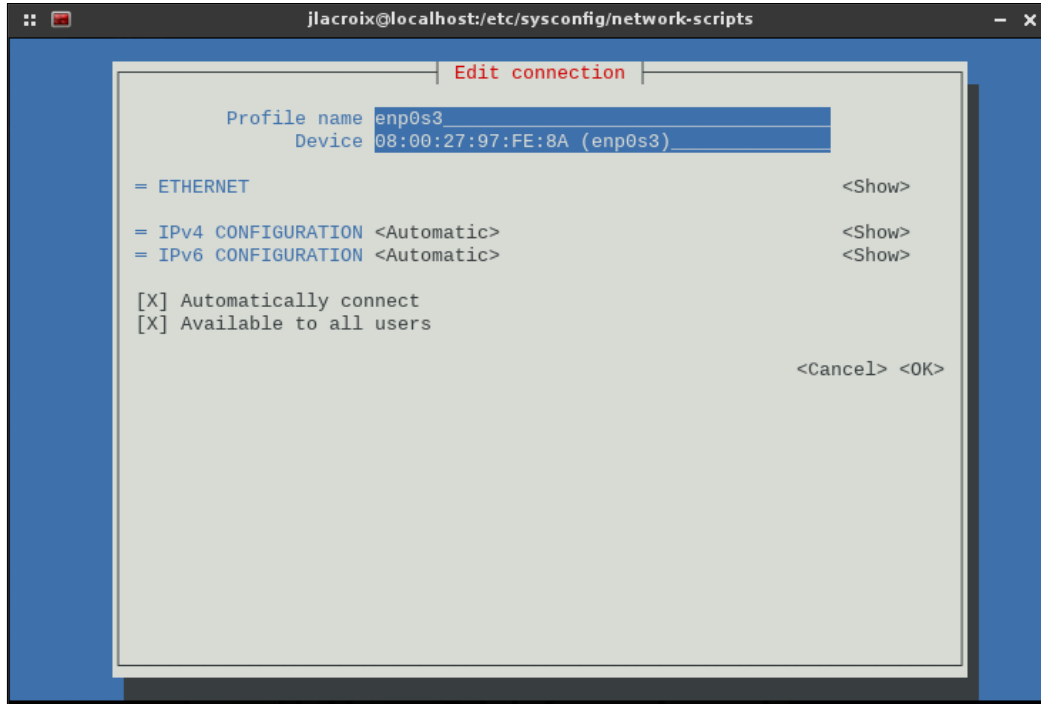 jlacroix@localhost:/etc/sysconfig/network-scripts
Edit connection
Profile name enp0s3
Device 08:00:27:97:FE:8A (enp0s3)
= ETHERNET <Show>
= IPv4 CONFIGURATION <Automatic> <Show>
= IPv6 CONFIGURATION <Automatic> <Show>
[X] Automatically connect
[X] Available to all users
<Cancel> <OK>